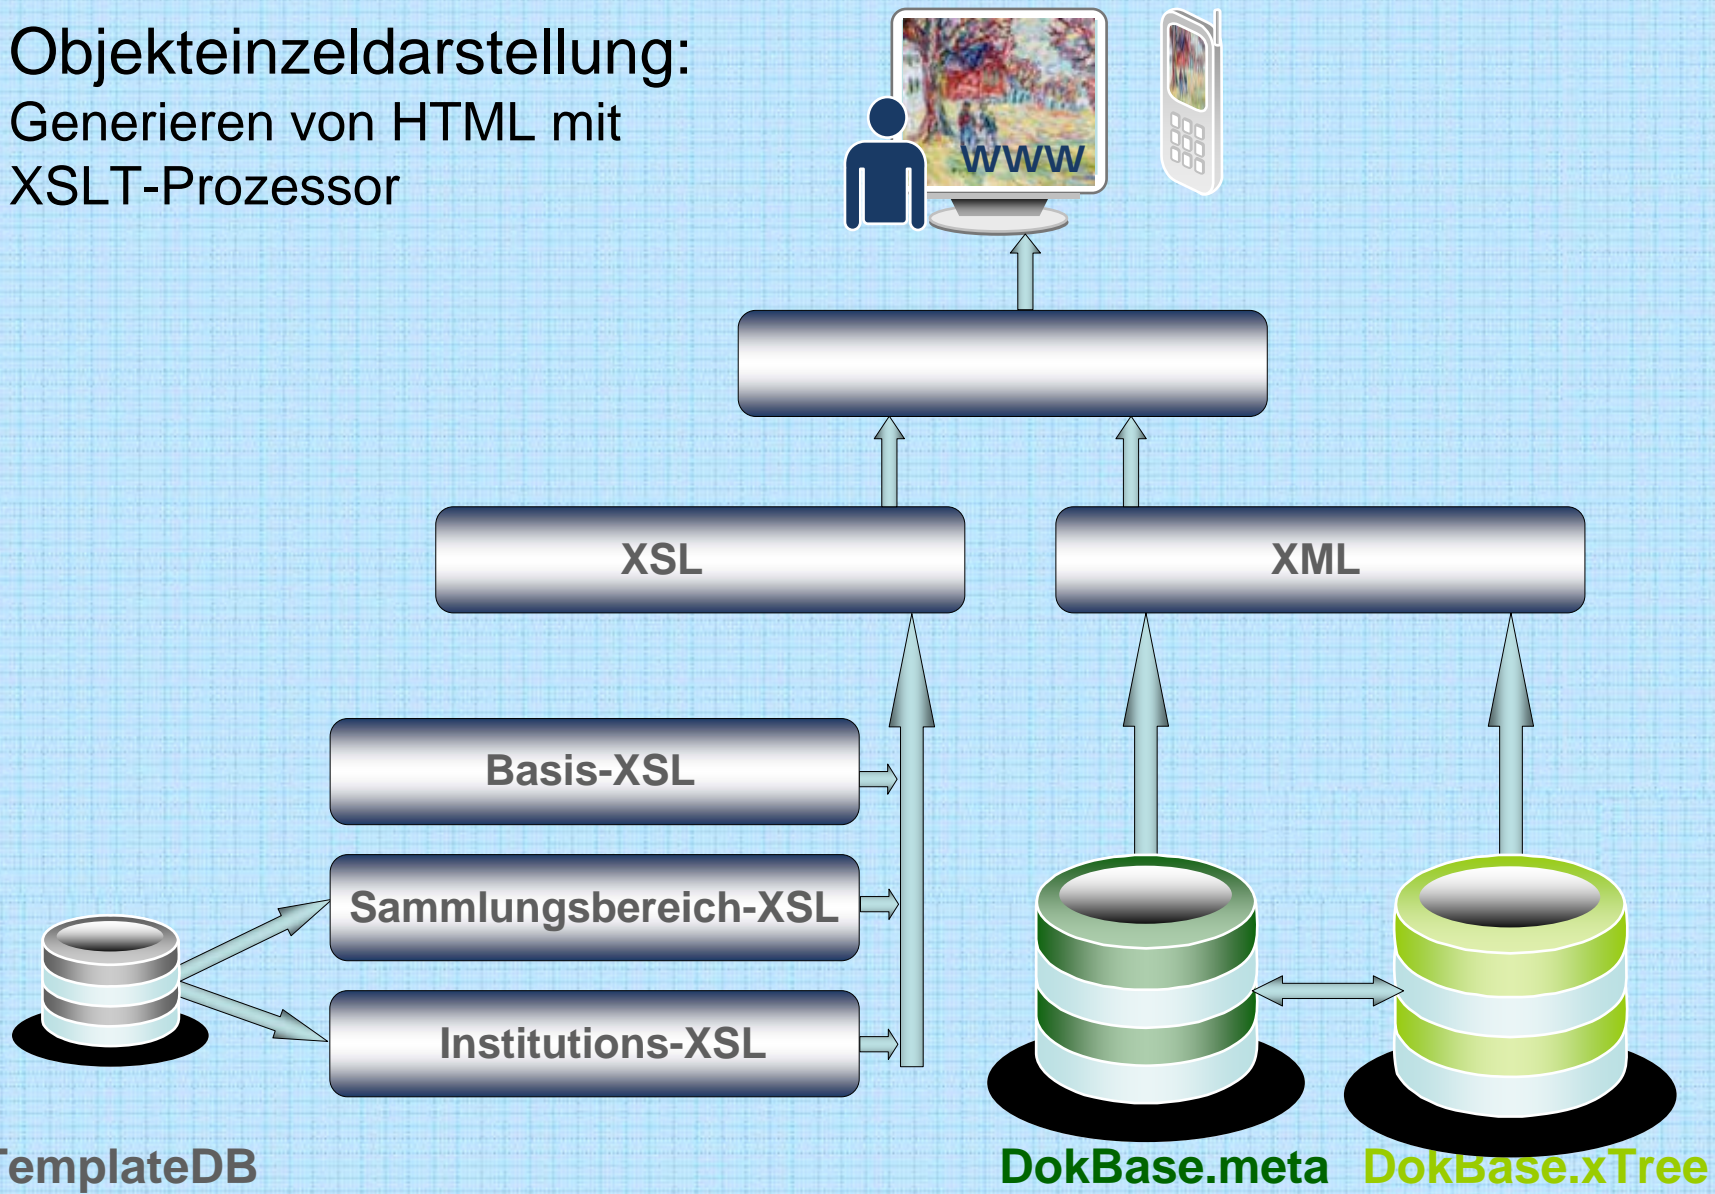 Objekteinzeldarstellung:
Generieren von HTML mit
XSLT-Prozessor
WWW
XSL
XML
Basis-XSL
Sammlungsbereich-XSL
Institutions-XSL
TemplateDB
DokBase.meta
DokBase.xTree